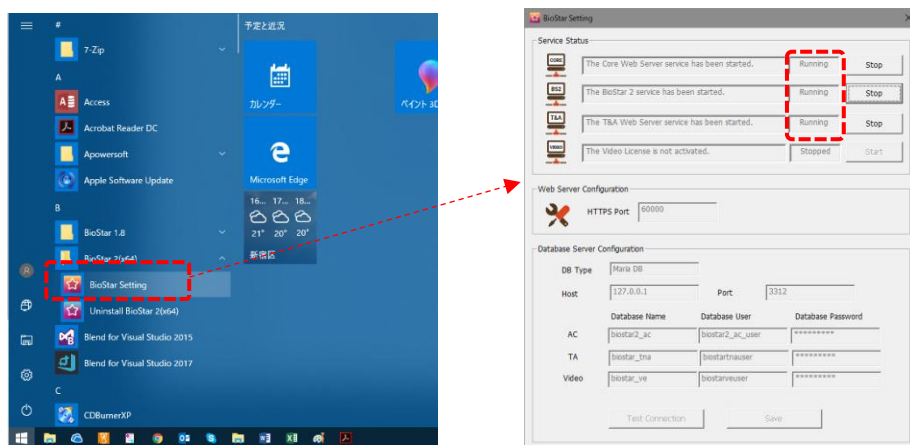 #
7-Zip
A
Access
Acrobat Reader DC
Apowersoft
Apple Software Update
B
BioStar 1.8
BioStar 2(x64)
BioStar Setting
Uninstall BioStar 2(x64)
Blend for Visual Studio 2015
Blend for Visual Studio 2017
C
CDBurnerXP
予定と近況
カレンダー
ペイント 3D
Microsoft Edge
16... 17... 18...
21° 20° 20°
新宿区
BioStar Setting
Service Status
CORE The Core Web Server service has been started. Running Stop
BS2 The BioStar 2 service has been started. Running Stop
T&A The T&A Web Server service has been started. Running Stop
VIDEO The Video License is not activated. Stopped Start
Web Server Configuration
HTTPS Port 60000
Database Server Configuration
DB Type Maria DB
Host 127.0.0.1 Port 3312
Database Name Database User Database Password
AC biostar2_ac biostar2_ac_user *********
TA biostar_tna biostartnauser *********
Video biostar_ve biostarveuser *********
Test Connection Save